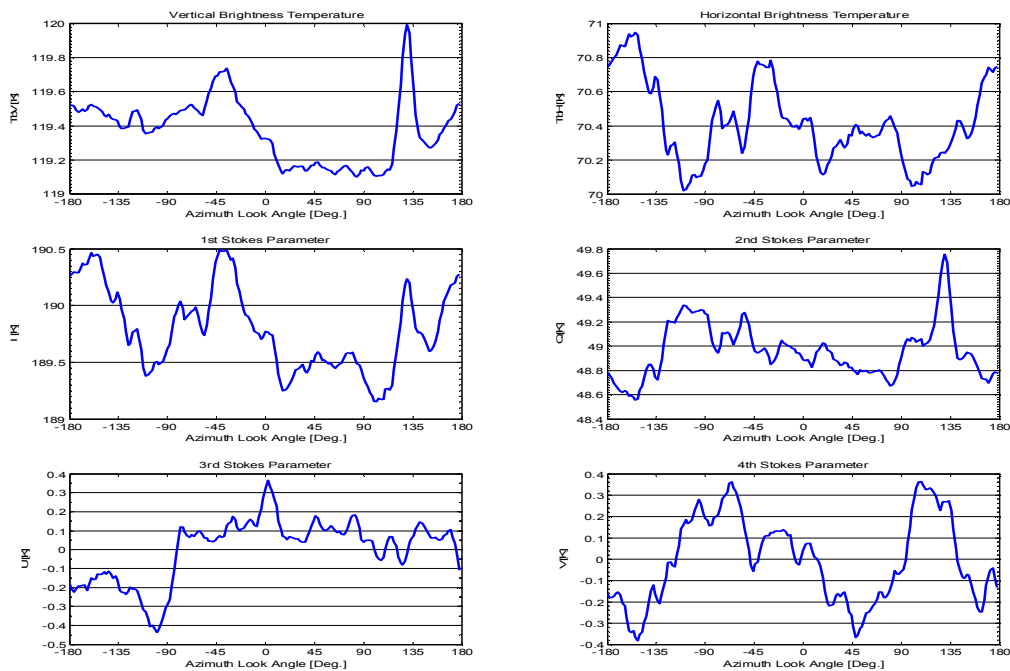 Vertical Brightness Temperature
120
119.8
119.6
119.4
119.2
119
TBV[K]
-180 -135 -90 -45 0 45 90 135 180
Azimuth Look Angle [Deg.]
Horizontal Brightness Temperature
71
70.8
70.6
70.4
70.2
70
TBH[K]
-180 -135 -90 -45 0 45 90 135 180
Azimuth Look Angle [Deg.]
1st Stokes Parameter
190.5
190
189.5
189
I [K]
-180 -135 -90 -45 0 45 90 135 180
Azimuth Look Angle [Deg.]
2nd Stokes Parameter
49.8
49.6
49.4
49.2
49
48.8
48.6
48.4
Q[K]
-180 -135 -90 -45 0 45 90 135 180
Azimuth Look Angle [Deg.]
3rd Stokes Parameter
0.4
0.3
0.2
0.1
0
-0.1
-0.2
-0.3
-0.4
-0.5
U[K]
-180 -135 -90 -45 0 45 90 135 180
Azimuth Look Angle [Deg.]
4th Stokes Parameter
0.4
0.3
0.2
0.1
0
-0.1
-0.2
-0.3
-0.4
V[K]
-180 -135 -90 -45 0 45 90 135 180
Azimuth Look Angle [Deg.]